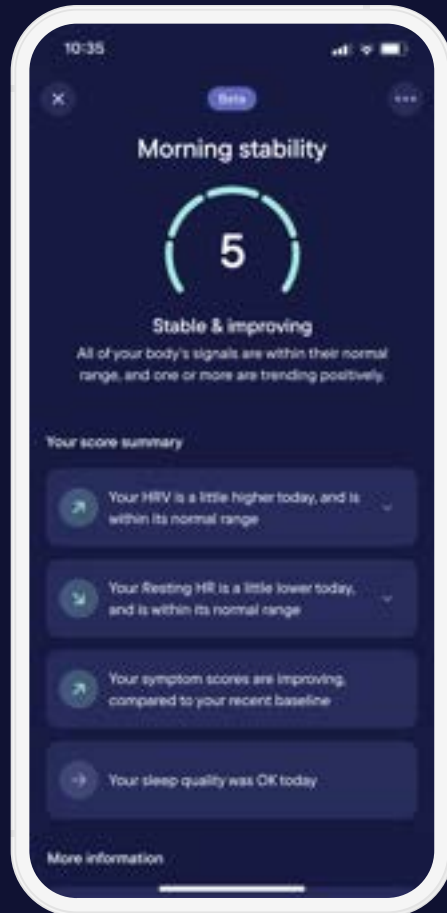 10:35
Beta
Morning stability
5
Stable & improving
All of your body's signals are within their normal
range, and one or more are trending positively.
Your score summary
Your HRV is a little higher today, and is
within its normal range
Your Resting HR is a little lower today,
and is within its normal range
Your symptom scores are improving,
compared to your recent baseline
Your sleep quality was OK today
More information